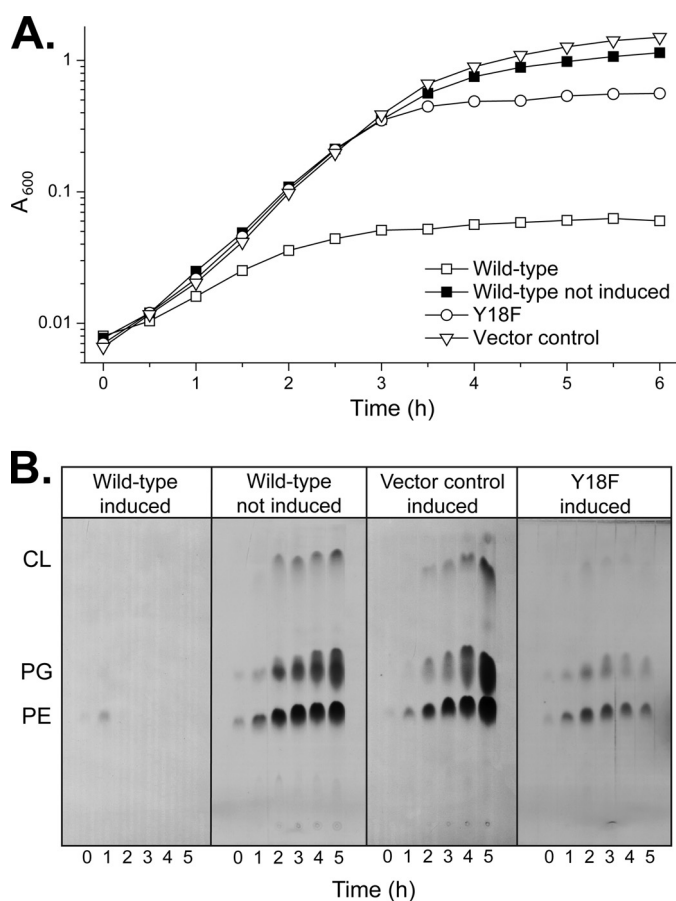 A.
1
0.1
0.01
A600
Wild-type
Wild-type not induced
Y18F
Vector control
0 1 2 3 4 5 6
Time (h)
B.
Wild-type induced
Wild-type not induced
Vector control induced
Y18F induced
CL
PG
PE
0 1 2 3 4 5 0 1 2 3 4 5 0 1 2 3 4 5 0 1 2 3 4 5
Time (h)